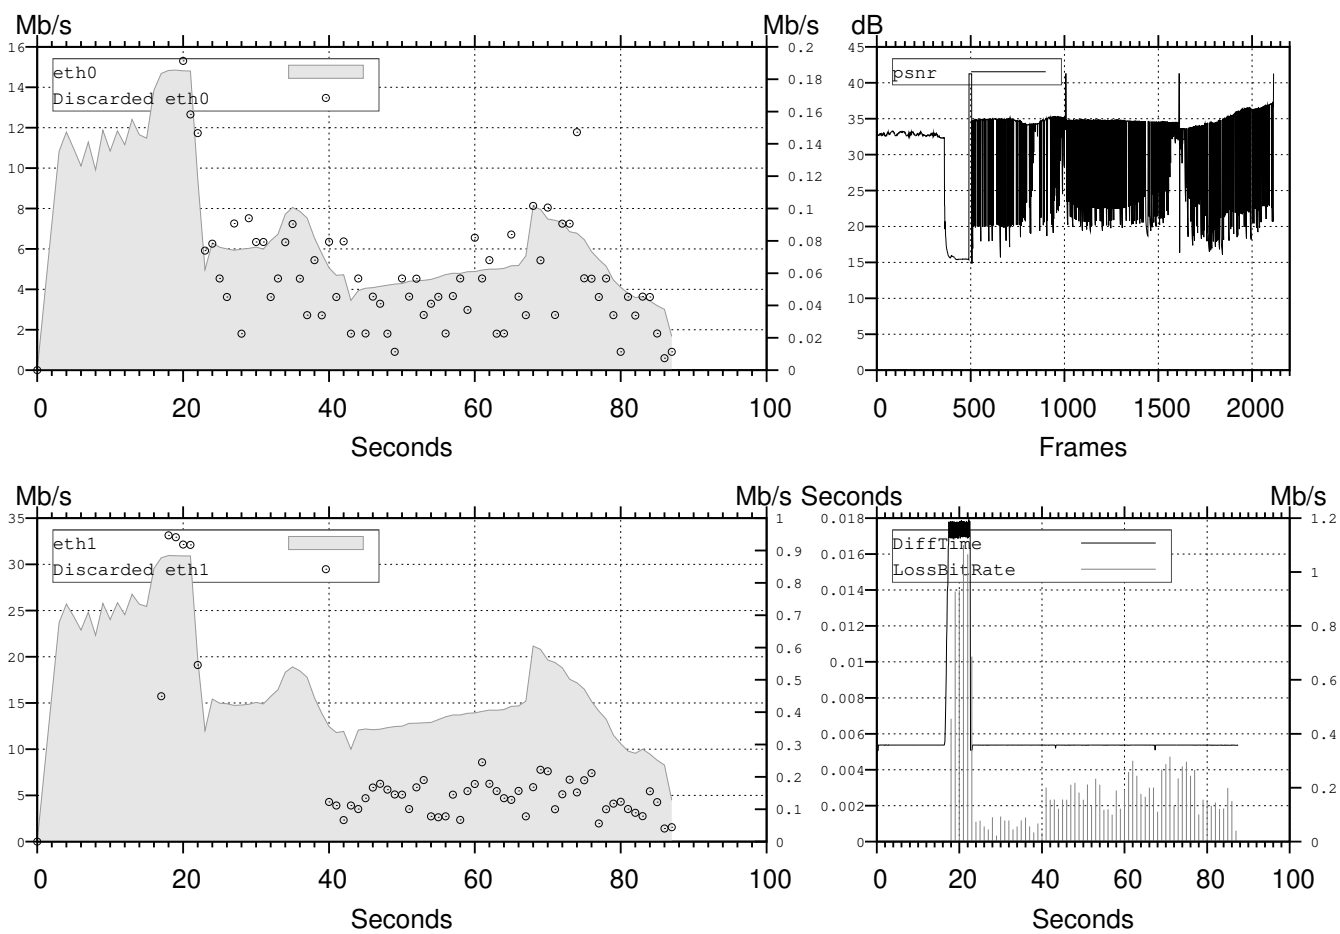 Mb/s Mb/s
16 0.2
eth0
14 0.18
Discarded eth0
0.16
12
0.14
10
0.12
8 0.1
6 0.08
0.06
4
0.04
2
0.02
0 0
0 20 40 60 80 100
Seconds
dB
45
psnr
40
35
30
25
20
15
10
5
0
0 500 1000 1500 2000
Frames
Mb/s Mb/s
35 1
eth1
0.9
30
Discarded eth1
0.8
25
0.7
20 0.6
0.5
15
0.4
10 0.3
0.2
5
0.1
0 0
0 20 40 60 80 100
Seconds
Seconds Mb/s
0.018 1.2
DiffTime
0.016
LossBitRate
1
0.014
0.012 0.8
0.01
0.6
0.008
0.006
0.4
0.004
0.2
0.002
0 0
0 20 40 60 80 100
Seconds